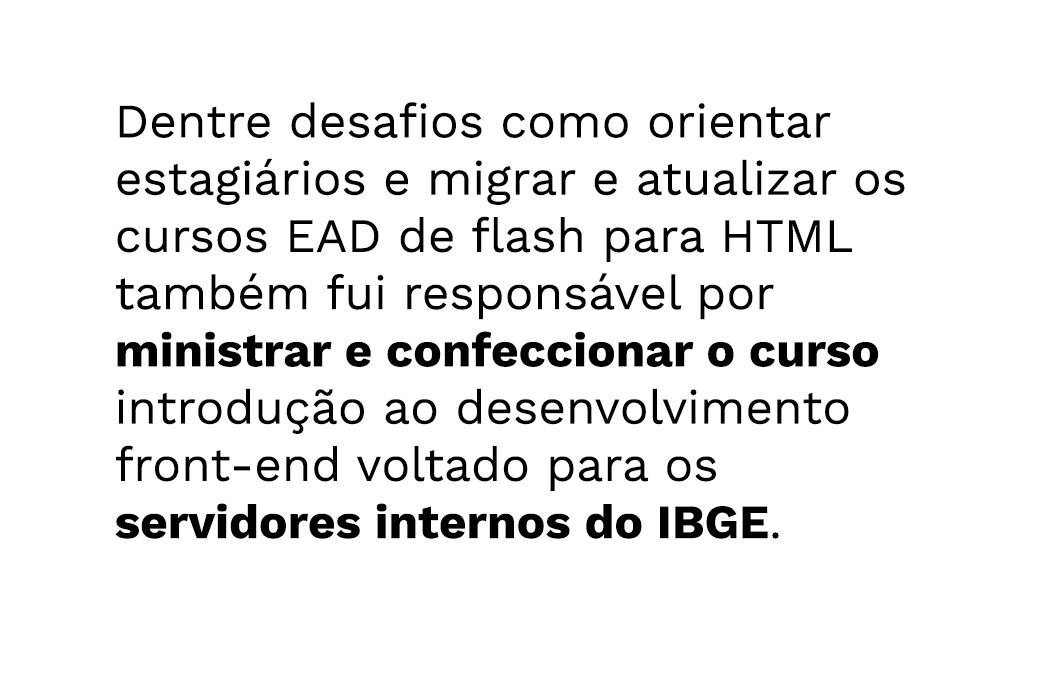 Dentre desafios como orientar
estagiários e migrar e atualizar os
cursos EAD de flash para HTML
também fui responsável por
ministrar e confeccionar o curso
introdução ao desenvolvimento
front-end voltado para os
servidores internos do IBGE.